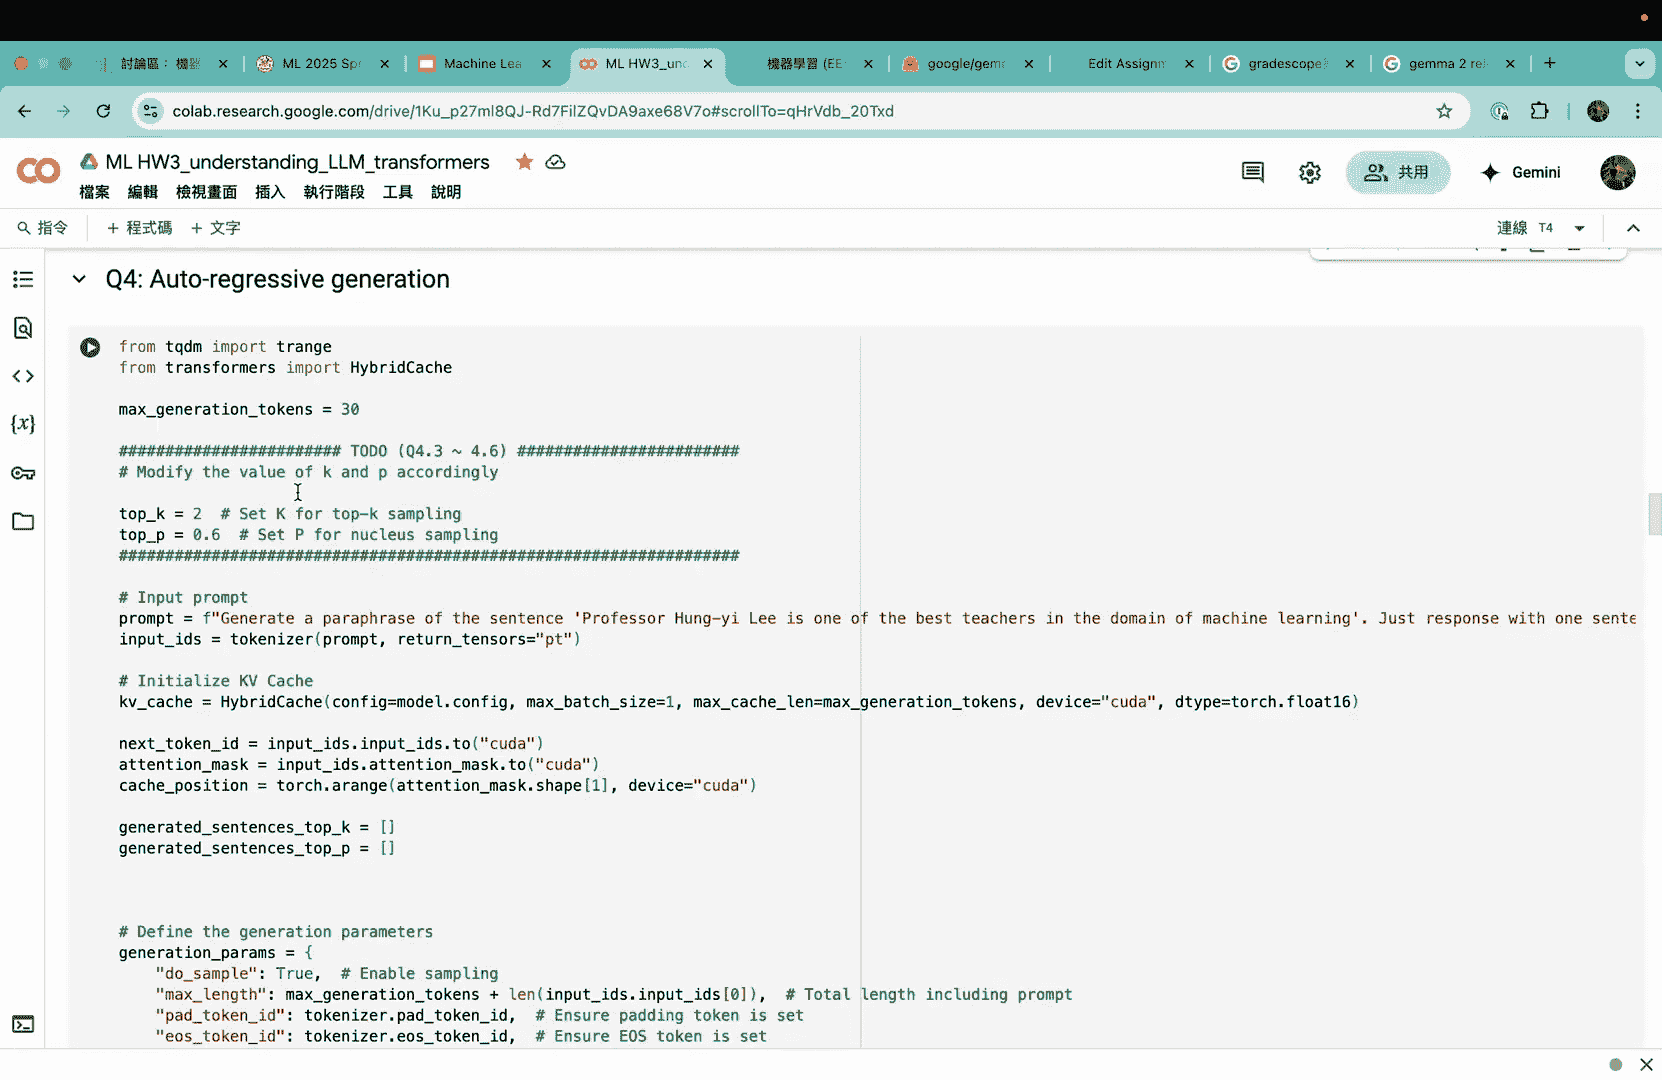 討論區： 機器
ML 2025 Spr
Machine Lea
ML HW3_unc
機器學習 (EE
google/gemm
Edit Assignm
gradescope
gemma 2 rel
colab.research.google.com/drive/1Ku_p27ml8QJ-Rd7FilZQvDA9axe68V7o#scrollTo=qHrVdb_20Txd
ML HW3_understanding_LLM_transformers
共用
Gemini
檔案 編輯 檢視畫面 插入 執行階段 工具 說明
指令
+ 程式碼 + 文字
連線 T4
Q4: Auto-regressive generation
from tqdm import trange
from transformers import HybridCache
max_generation_tokens = 30
######################## TODO (Q4.3 ~ 4.6) ########################
# Modify the value of k and p accordingly
top_k = 2  # Set K for top-k sampling
top_p = 0.6  # Set P for nucleus sampling
###################################################################
# Input prompt
prompt = f"Generate a paraphrase of the sentence 'Professor Hung-yi Lee is one of the best teachers in the domain of machine learning'. Just response with one sente
input_ids = tokenizer(prompt, return_tensors="pt")
# Initialize KV Cache
kv_cache = HybridCache(config=model.config, max_batch_size=1, max_cache_len=max_generation_tokens, device="cuda", dtype=torch.float16)
next_token_id = input_ids.input_ids.to("cuda")
attention_mask = input_ids.attention_mask.to("cuda")
cache_position = torch.arange(attention_mask.shape[1], device="cuda")
generated_sentences_top_k = []
generated_sentences_top_p = []
# Define the generation parameters
generation_params = {
"do_sample": True,  # Enable sampling
"max_length": max_generation_tokens + len(input_ids.input_ids[0]),  # Total length including prompt
"pad_token_id": tokenizer.pad_token_id,  # Ensure padding token is set
"eos_token_id": tokenizer.eos_token_id,  # Ensure EOS token is set